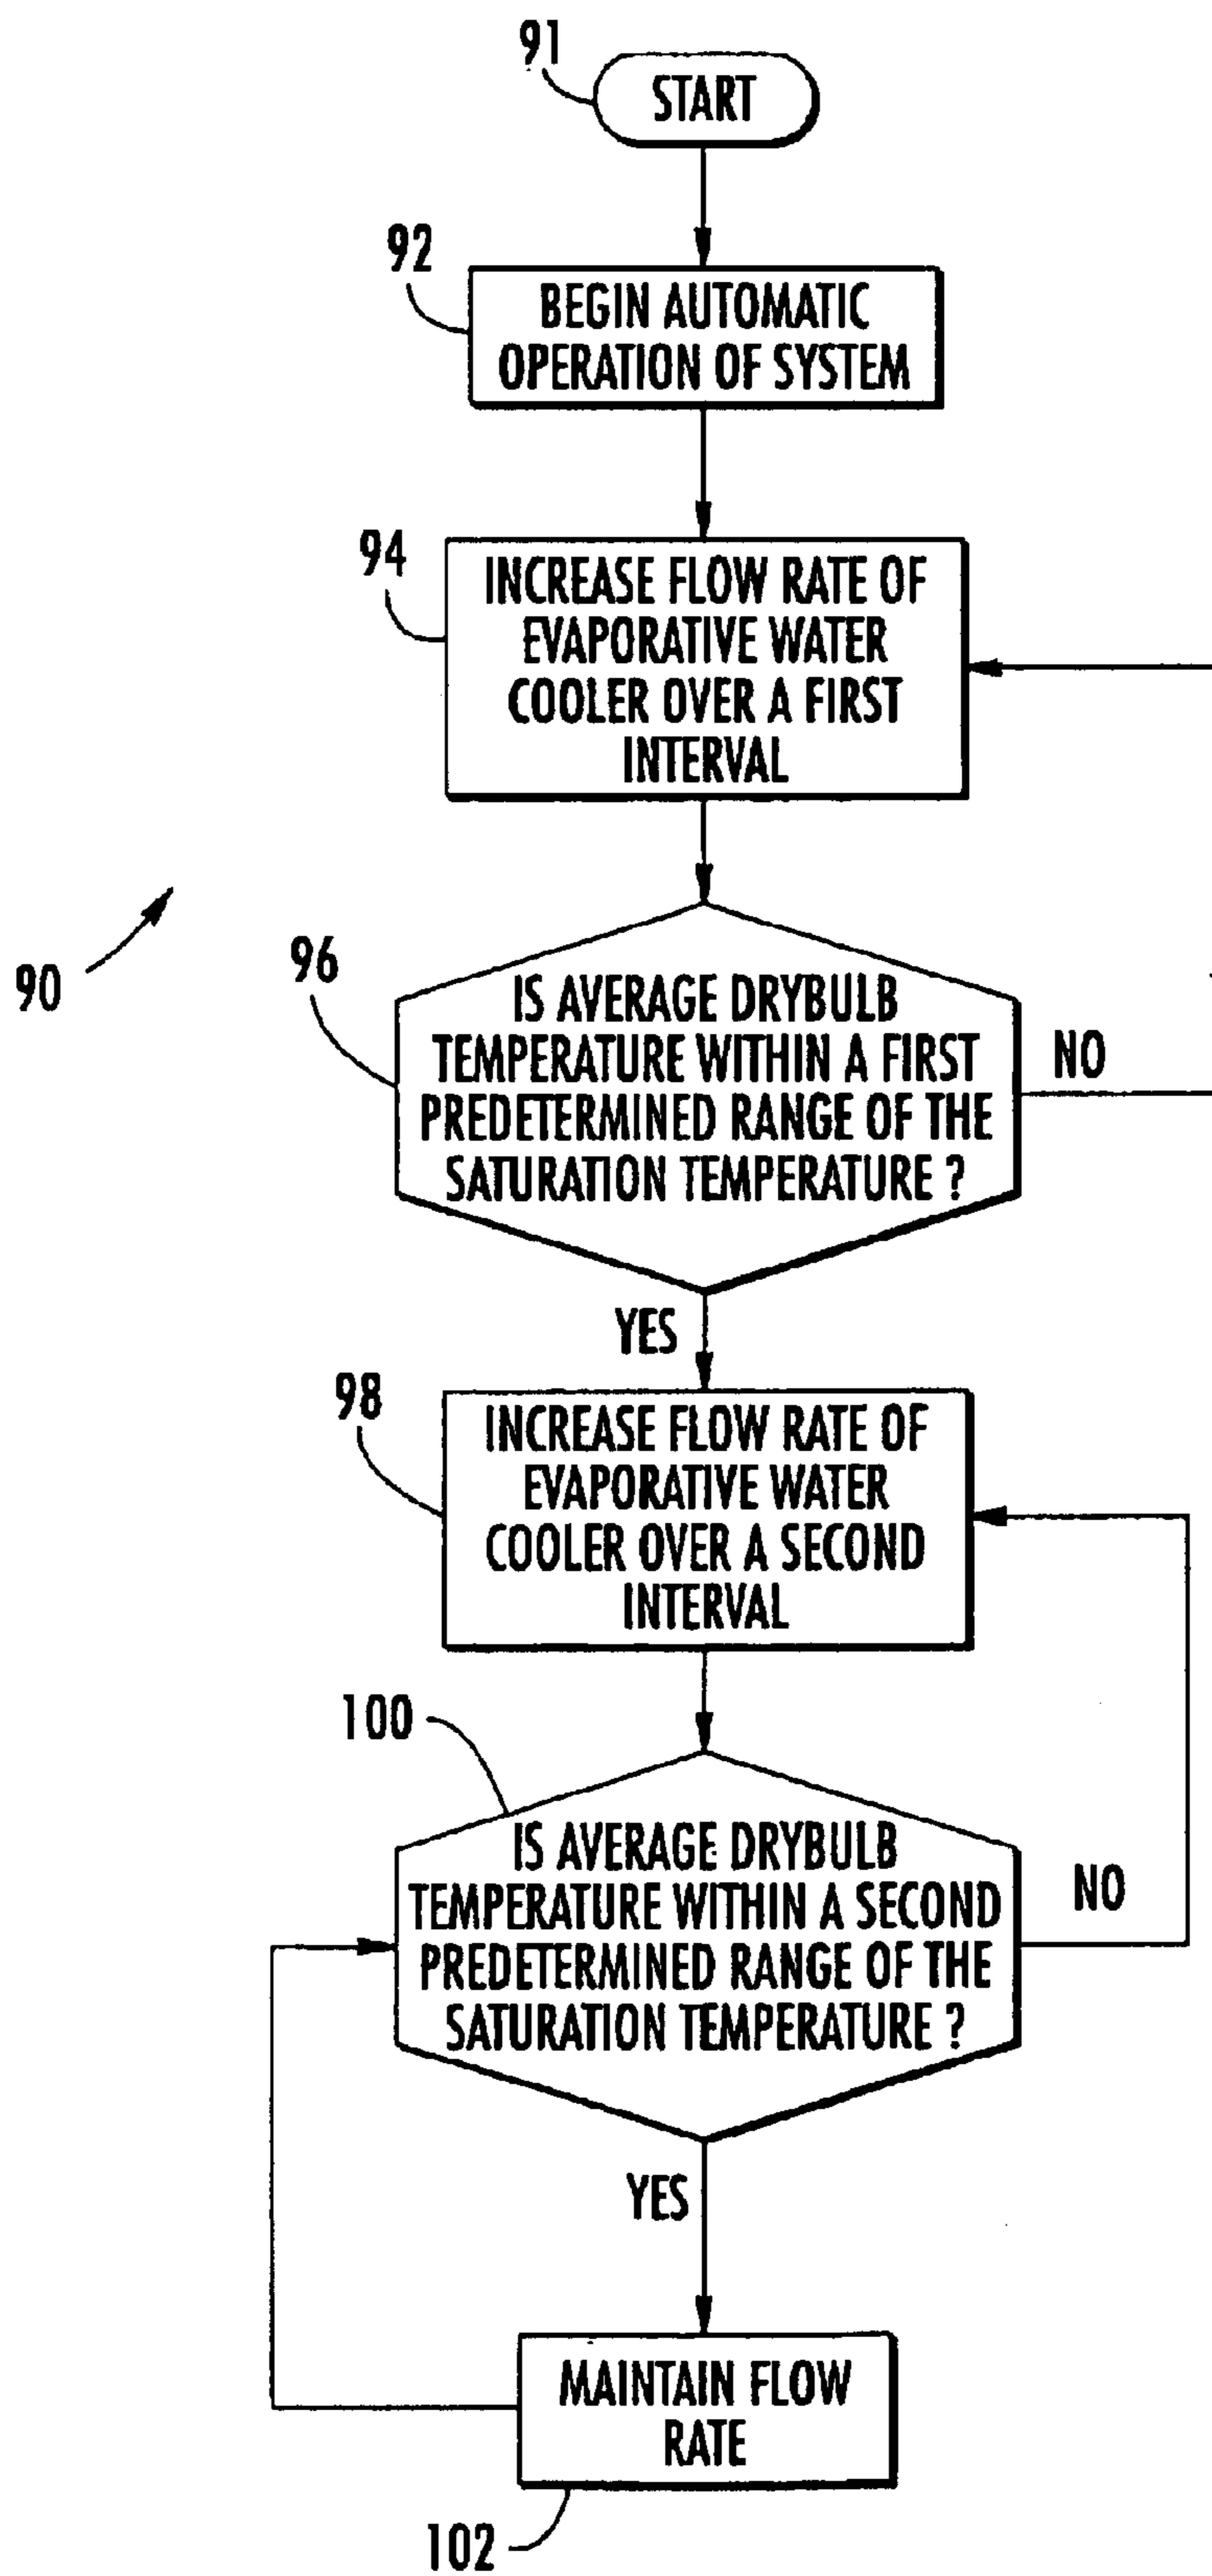 91
START
92
BEGIN AUTOMATIC
OPERATION OF SYSTEM
94
INCREASE FLOW RATE OF
EVAPORATIVE WATER
COOLER OVER A FIRST
INTERVAL
90
96
IS AVERAGE DRYBULB
TEMPERATURE WITHIN A FIRST
PREDETERMINED RANGE OF THE
SATURATION TEMPERATURE ?
NO
YES
98
INCREASE FLOW RATE OF
EVAPORATIVE WATER
COOLER OVER A SECOND
INTERVAL
100
IS AVERAGE DRYBULB
TEMPERATURE WITHIN A SECOND
PREDETERMINED RANGE OF THE
SATURATION TEMPERATURE ?
NO
YES
MAINTAIN FLOW
RATE
102